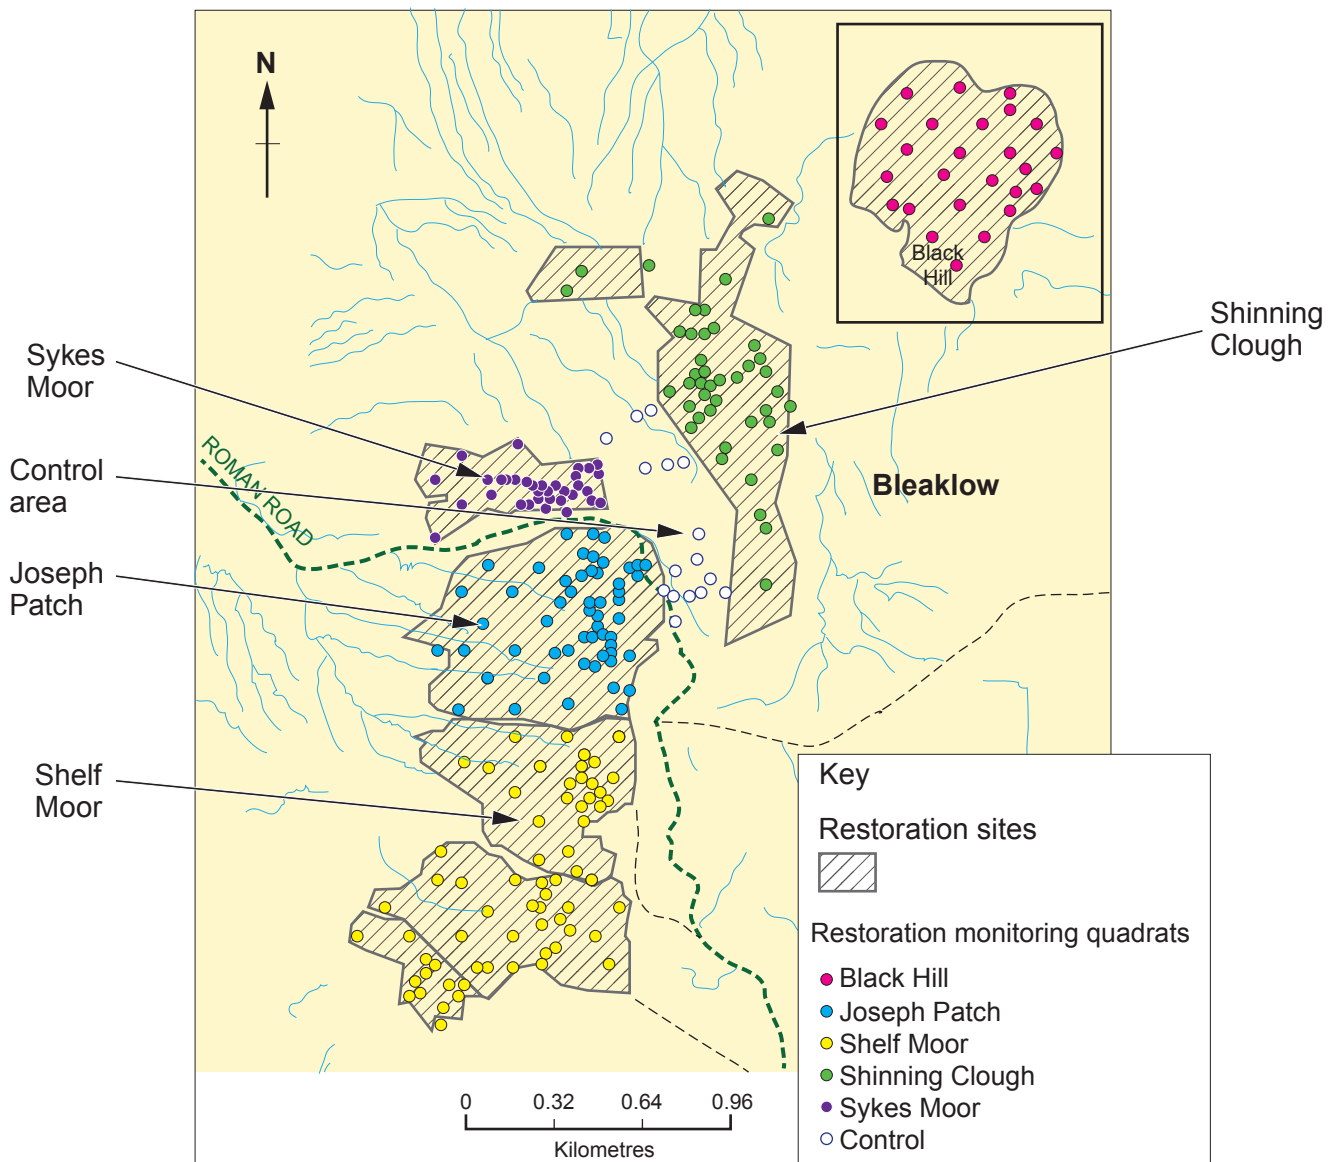 N
Black
Hill
Shinning
Clough
Sykes
Moor
ROMAN ROAD
Control
area
Bleaklow
Joseph
Patch
Shelf
Moor
Key
Restoration sites
Restoration monitoring quadrats
Black Hill
Joseph Patch
Shelf Moor
Shinning Clough
Sykes Moor
Control
0 0.32 0.64 0.96
Kilometres